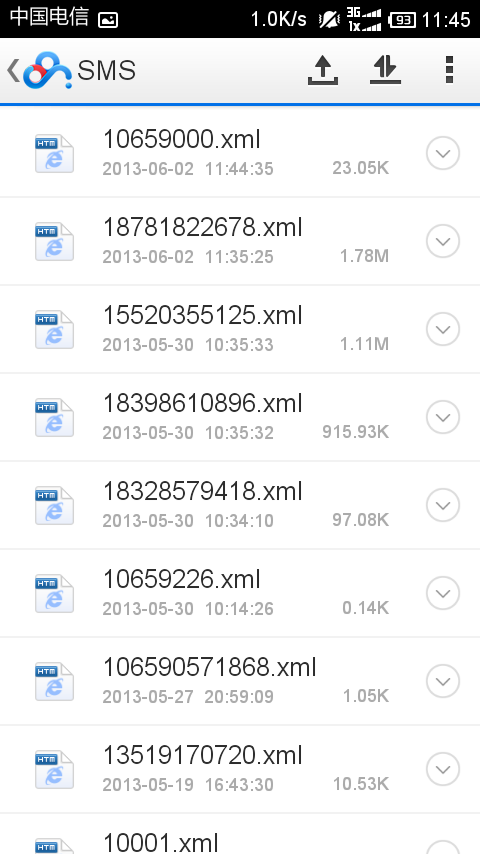 中国电信 1.0K/s 3G 1X 93 11:45
SMS
HTM 10659000.xml
2013-06-02 11:44:35 23.05K
HTM 18781822678.xml
2013-06-02 11:35:25 1.78M
HTM 15520355125.xml
2013-05-30 10:35:33 1.11M
HTM 18398610896.xml
2013-05-30 10:35:32 915.93K
HTM 18328579418.xml
2013-05-30 10:34:10 97.08K
HTM 10659226.xml
2013-05-30 10:14:26 0.14K
HTM 106590571868.xml
2013-05-27 20:59:09 1.05K
HTM 13519170720.xml
2013-05-19 16:43:30 10.53K
HTM 10001.xml